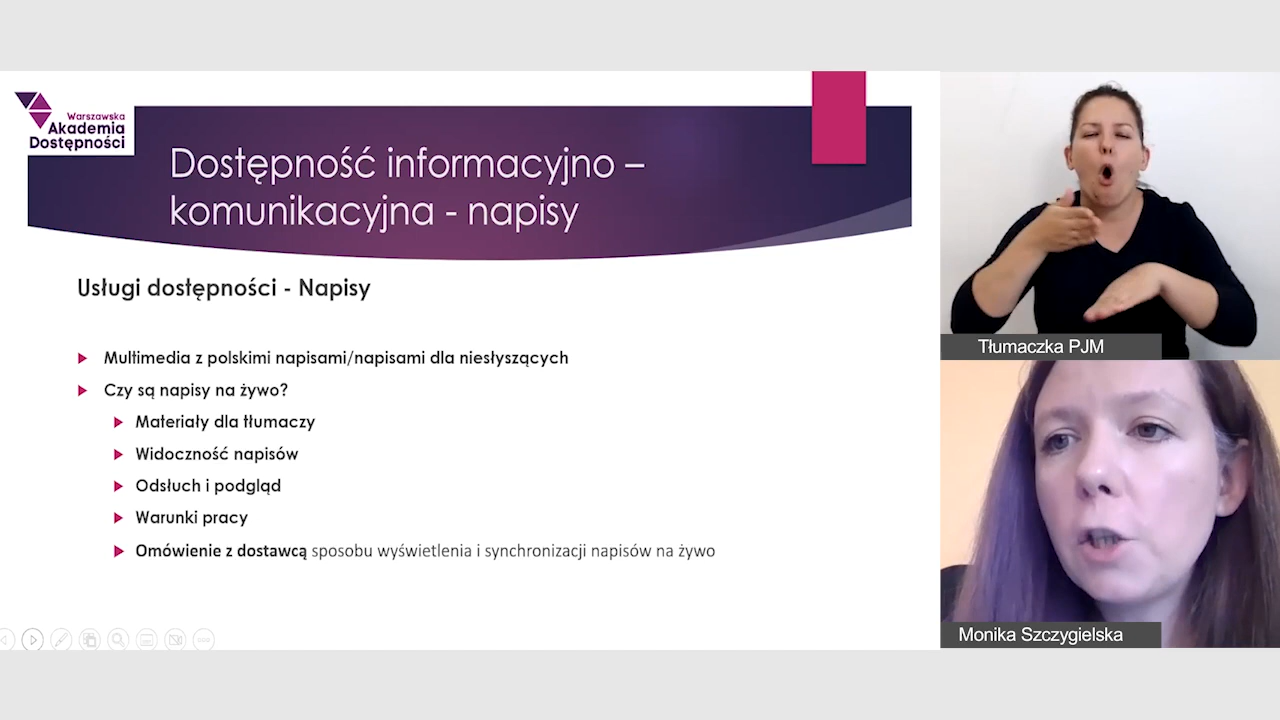 Warszawska
Akademia
Dostępności
Dostępność informacyjno –
komunikacyjna - napisy
Usługi dostępności - Napisy
Multimedia z polskimi napisami/napisami dla niesłyszących
Czy są napisy na żywo?
Materiały dla tłumaczy
Widoczność napisów
Odsłuch i podgląd
Warunki pracy
Omówienie z dostawcą sposobu wyświetlenia i synchronizacji napisów na żywo
Tłumaczka PJM
Monika Szczygielska